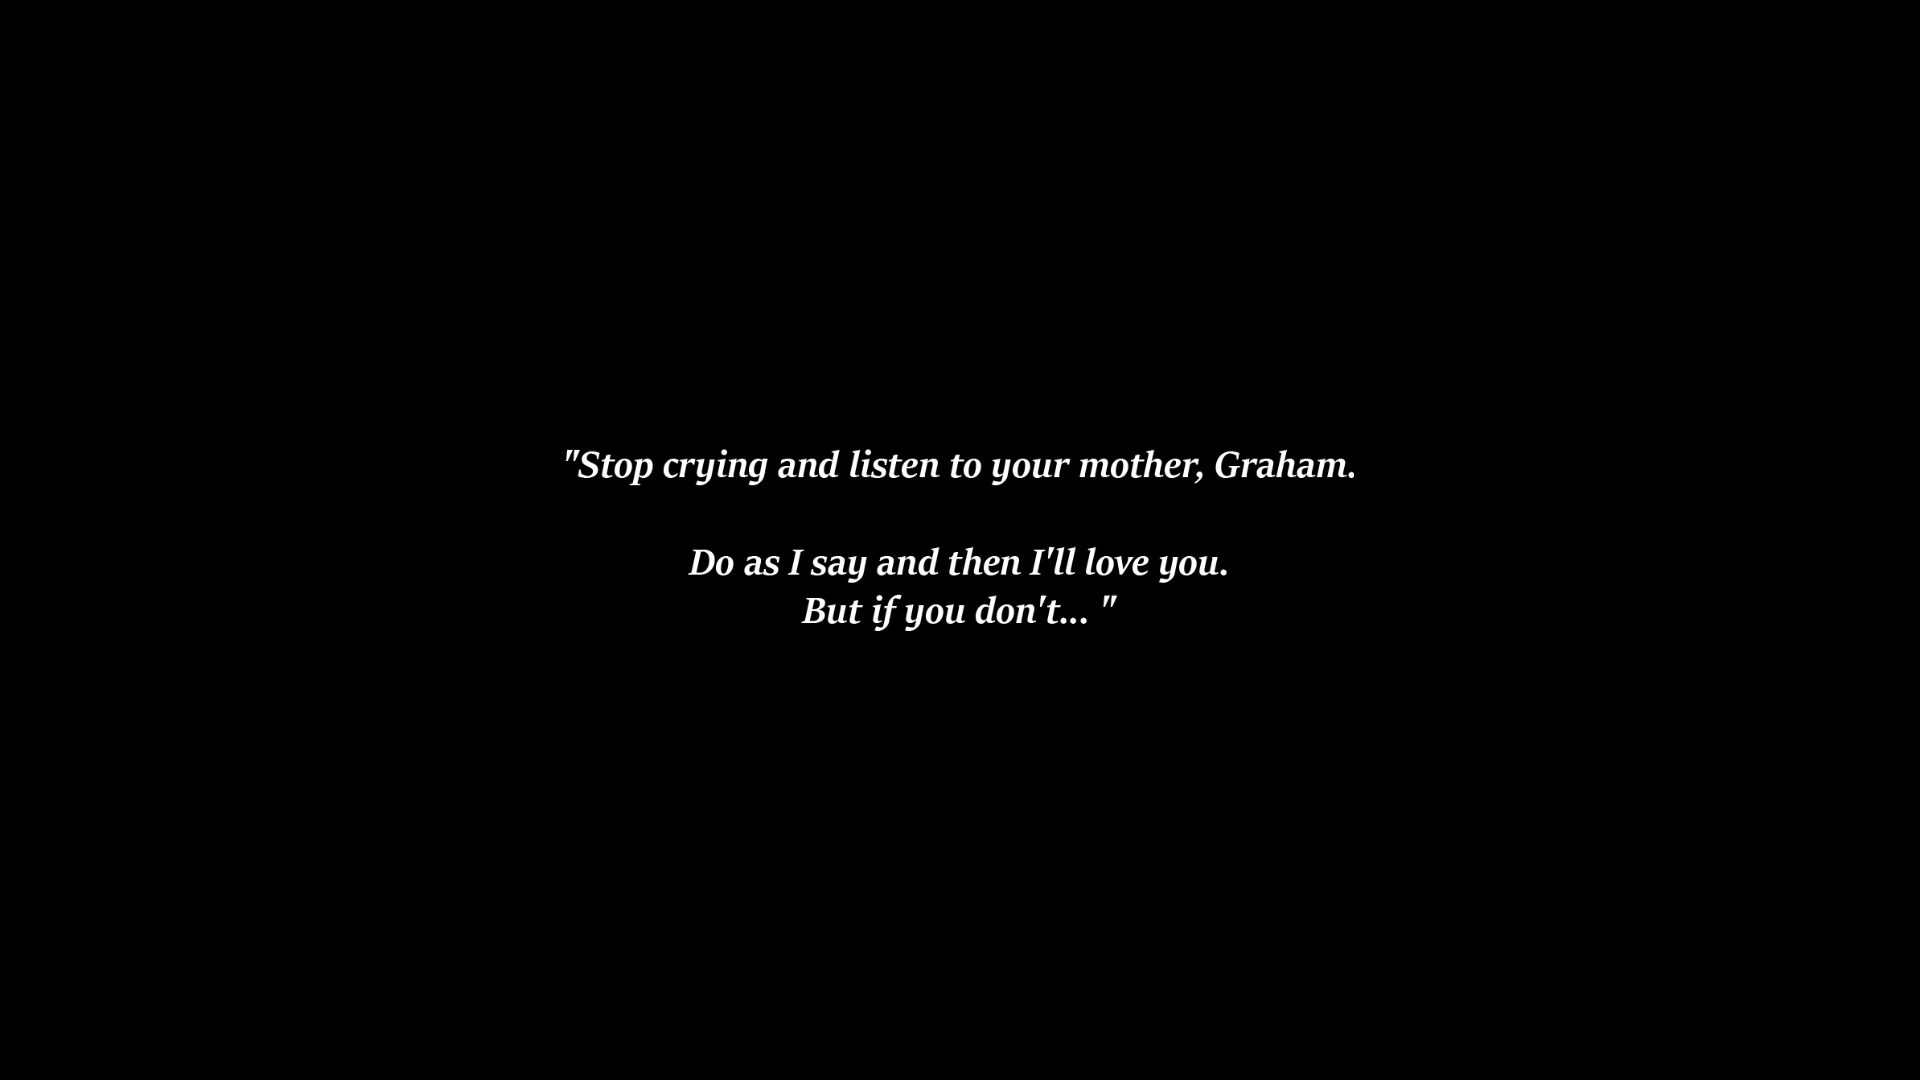 "Stop crying and listen to your mother, Graham.
Do as I say and then I'll love you.
But if you don't... "